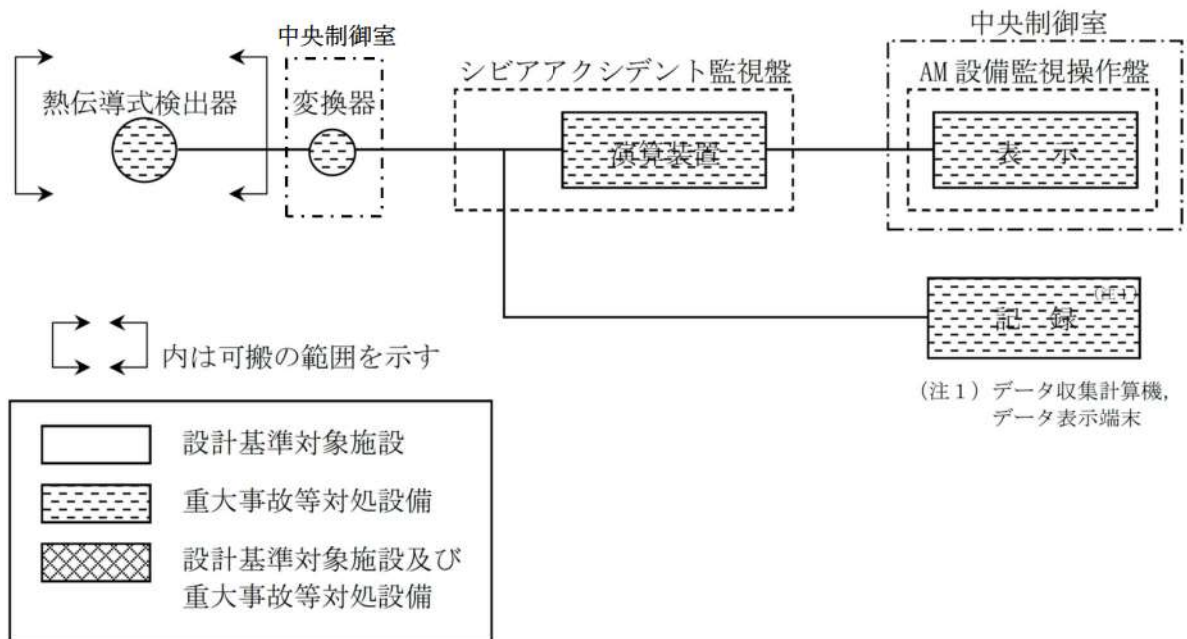 中央制御室
中央制御室
シビアアクシデント監視盤
AM 設備監視操作盤
熱伝導式検出器
変換器
演算装置
表 示
記 録
(注1)
内は可搬の範囲を示す
(注1)データ収集計算機,
データ表示端末
設計基準対象施設
重大事故等対処設備
設計基準対象施設及び
重大事故等対処設備